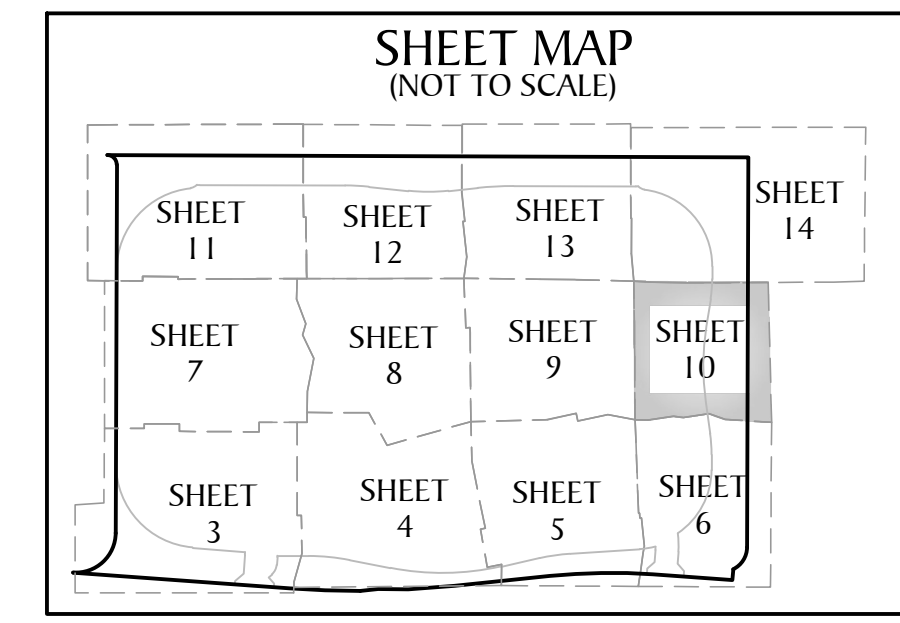 SHEET MAP
(NOT TO SCALE)
SHEET
11
SHEET
12
SHEET
13
SHEET
14
SHEET
7
SHEET
8
SHEET
9
SHEET
10
SHEET
3
SHEET
4
SHEET
5
SHEET
6